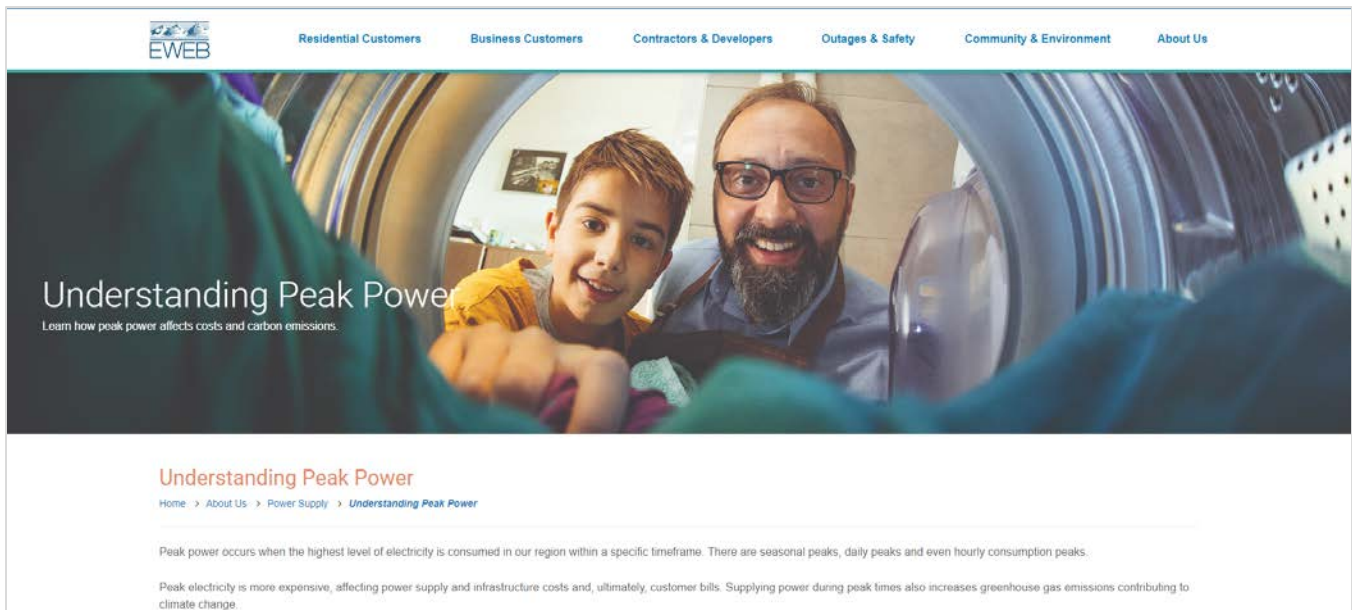 EWEB
Residential Customers
Business Customers
Contractors & Developers
Outages & Safety
Community & Environment
About Us
Understanding Peak Power
Learn how peak power affects costs and carbon emissions.
Understanding Peak Power
Home > About Us > Power Supply > Understanding Peak Power
Peak power occurs when the highest level of electricity is consumed in our region within a specific timeframe. There are seasonal peaks, daily peaks and even hourly consumption peaks.
Peak electricity is more expensive, affecting power supply and infrastructure costs and, ultimately, customer bills. Supplying power during peak times also increases greenhouse gas emissions contributing to
climate change.